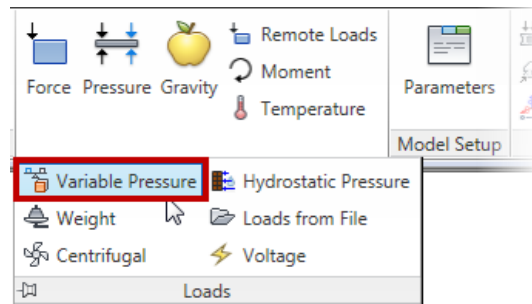 Force Pressure Gravity
Remote Loads
Moment
Temperature
Parameters
Model Setup
Variable Pressure Hydrostatic Pressure
Weight Loads from File
Centrifugal Voltage
Loads